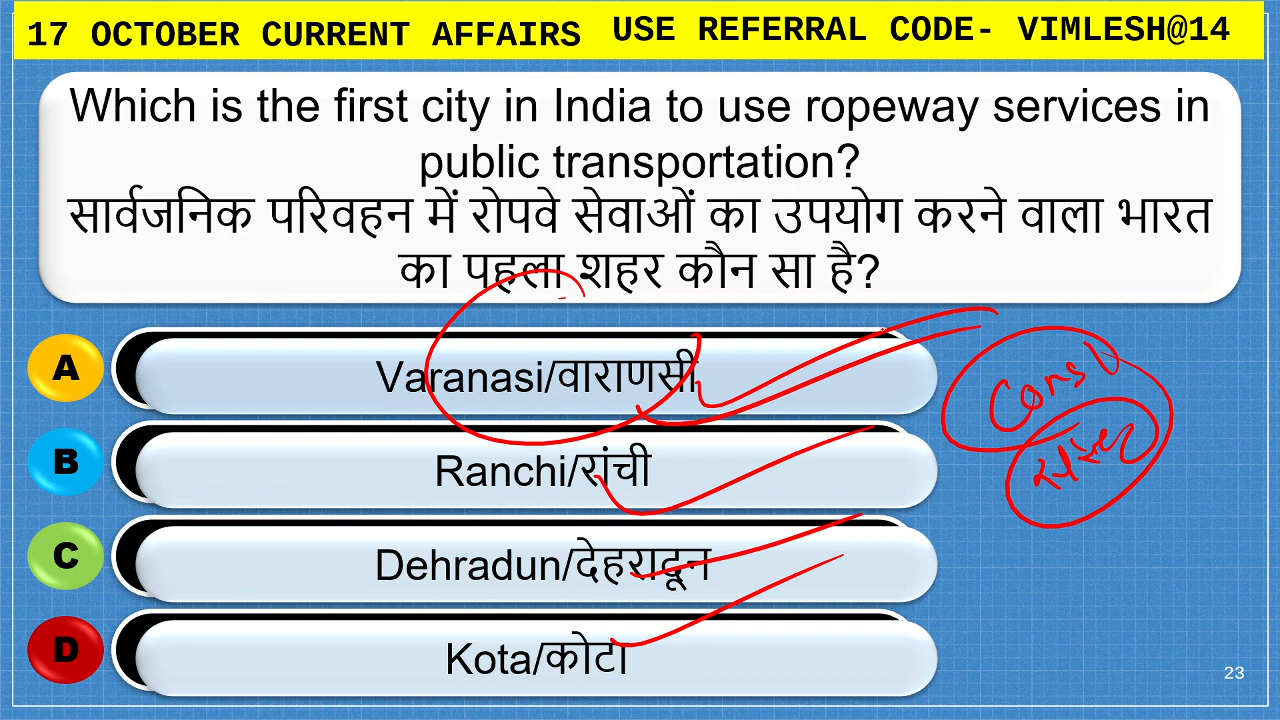 17 OCTOBER CURRENT AFFAIRS USE REFERRAL CODE- VIMLESH@14
Which is the first city in India to use ropeway services in
public transportation?
सार्वजनिक परिवहन में रोपवे सेवाओं का उपयोग करने वाला भारत
का पहला शहर कौन सा है?
A Varanasi/वाराणसी
B Ranchi/रांची
C Dehradun/देहरादून
D Kota/कोटा
23